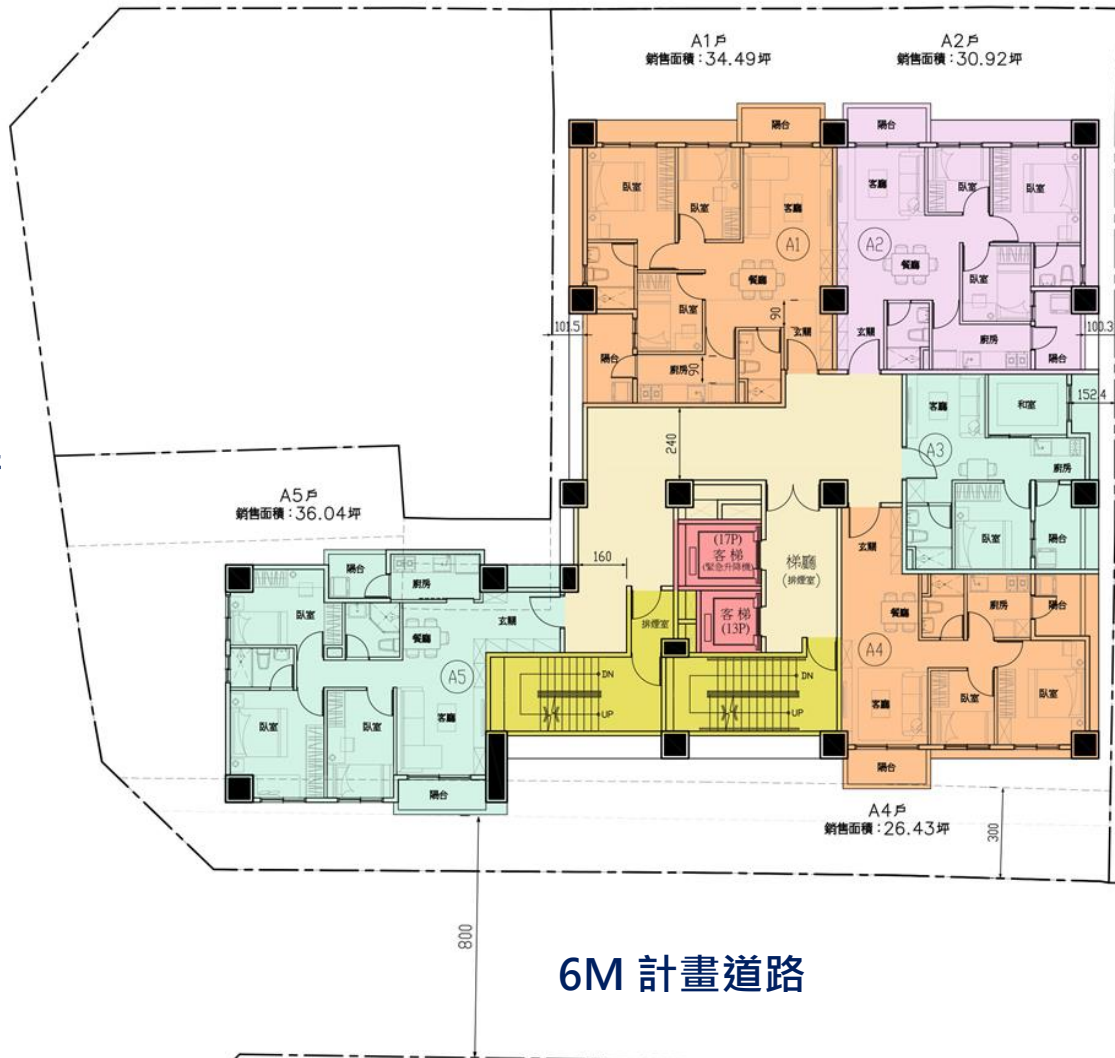 A1戶
銷售面積：34.49坪
A2戶
銷售面積：30.92坪
陽台
陽台
臥室
臥室
客廳
客廳
臥室
臥室
A1
A2
餐廳
餐廳
臥室
臥室
90
玄關
玄關
101.5
100.3
陽台
廚房
90
廚房
陽台
客廳
和室
152.4
A3
廚房
240
臥室
陽台
A5戶
銷售面積：36.04坪
玄關
(17P)
客梯
(緊急升降機)
梯廳
(排煙室)
160
陽台
廚房
客梯
(13P)
排煙室
臥室
餐廳
玄關
餐廳
廚房
陽台
A5
A4
DN
UP
DN
UP
臥室
臥室
客廳
客廳
臥室
臥室
陽台
陽台
A4戶
銷售面積：26.43坪
300
800
6M 計畫道路